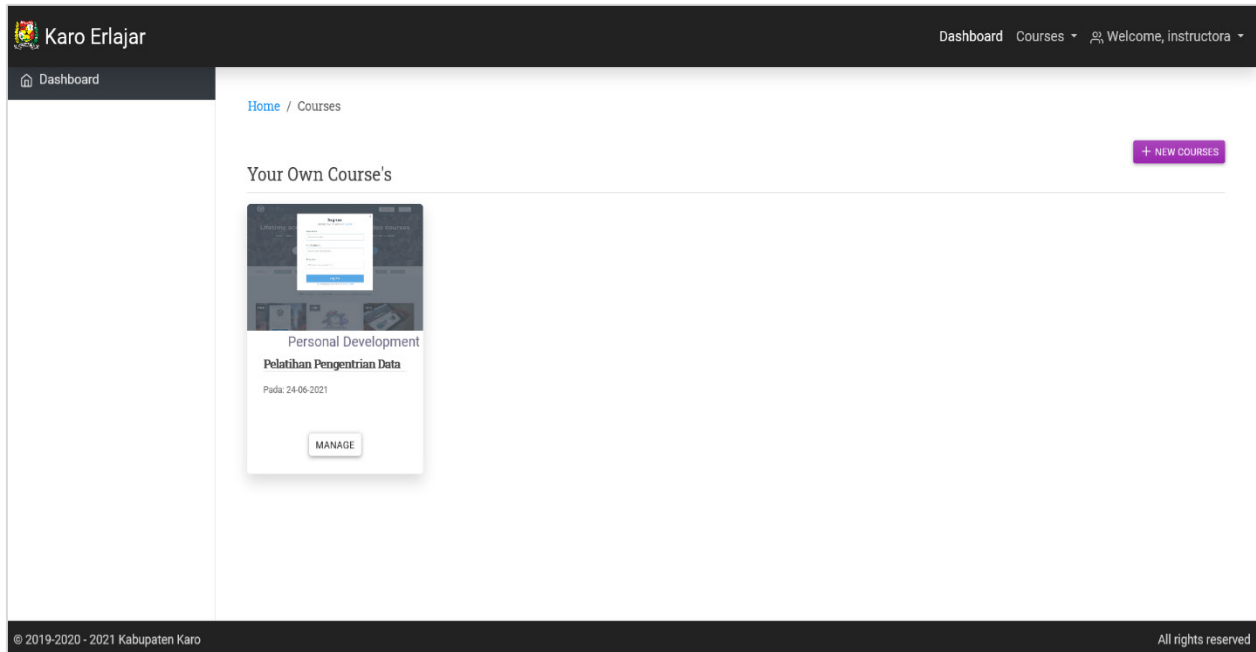 Karo Erlajar
Dashboard Courses Welcome, instructora
Dashboard
Home / Courses
+ NEW COURSES
Your Own Course's
Register
Personal Development
Pelatihan Pengentrian Data
Pada: 24-06-2021
MANAGE
© 2019-2020 - 2021 Kabupaten Karo
All rights reserved